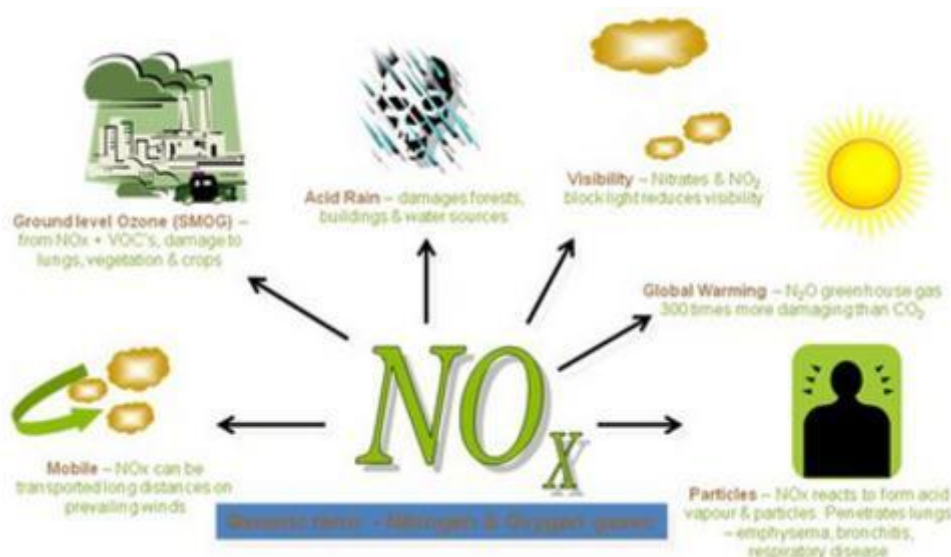 Ground level Ozone (SMOG) –
from NOx + VOC's, damage to
lungs, vegetation & crops
Acid Rain – damages forests,
buildings & water sources
Visibility – Nitrates & NO₂
block light reduces visibility
Global Warming – N₂O greenhouse gas
300 times more damaging than CO₂
NOX
Mobile – NOx can be
transported long distances on
prevailing winds
Particles – NOx reacts to form acid
vapour & particles. Penetrates lungs
– emphysema, bronchitis,
respiratory disease
Generic term - Nitrogen & Oxygen gases